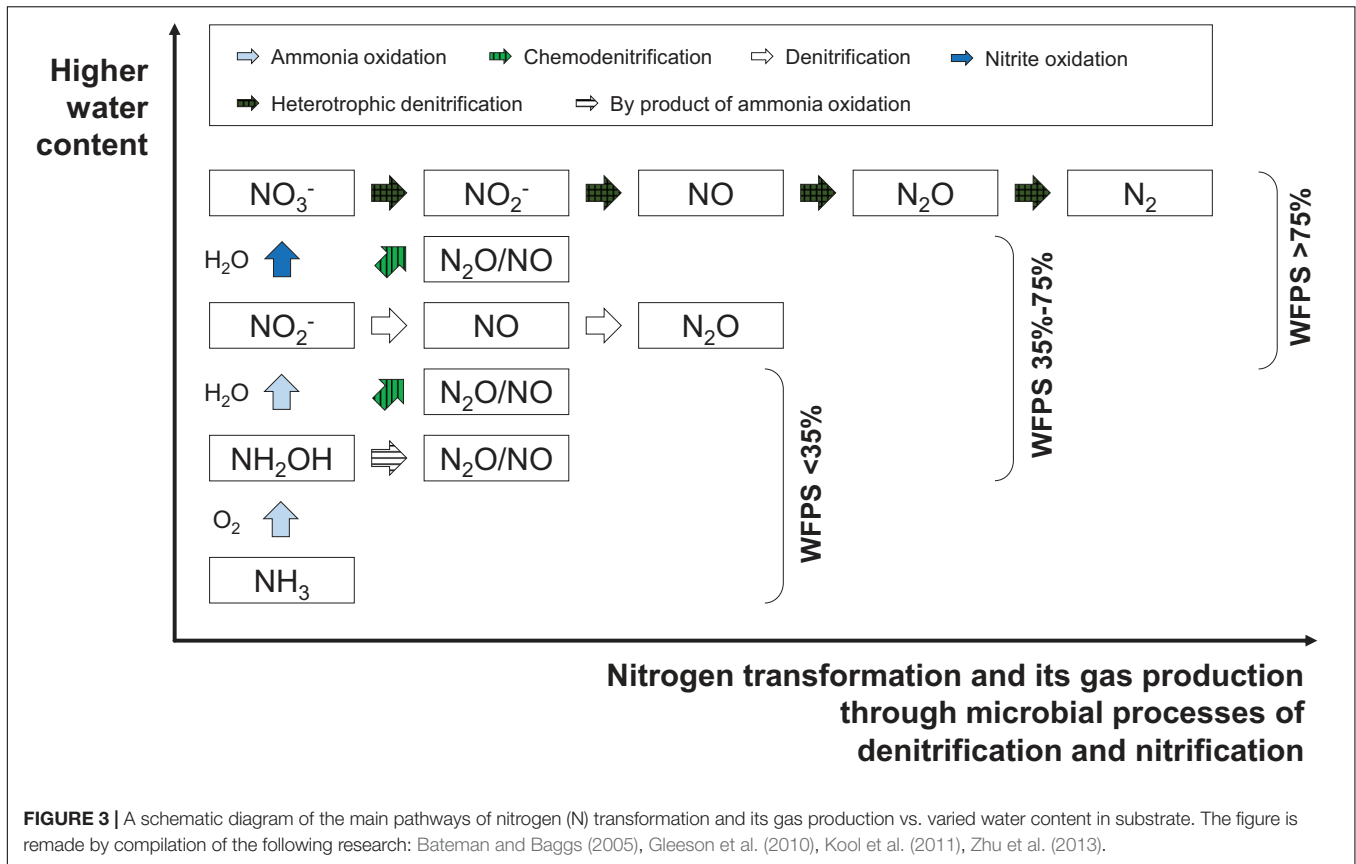 Higher
water
content
Ammonia oxidation Chemodenitrification Denitrification Nitrite oxidation
Heterotrophic denitrification By product of ammonia oxidation
NO₃⁻ NO₂⁻ NO N₂O N₂
H₂O N₂O/NO
NO₂⁻ NO N₂O
H₂O N₂O/NO
NH₂OH N₂O/NO
O₂
NH₃
WFPS <35%
WFPS 35%-75%
WFPS >75%
Nitrogen transformation and its gas production
through microbial processes of
denitrification and nitrification
FIGURE 3 | A schematic diagram of the main pathways of nitrogen (N) transformation and its gas production vs. varied water content in substrate. The figure is
remade by compilation of the following research: Bateman and Baggs (2005), Gleeson et al. (2010), Kool et al. (2011), Zhu et al. (2013).